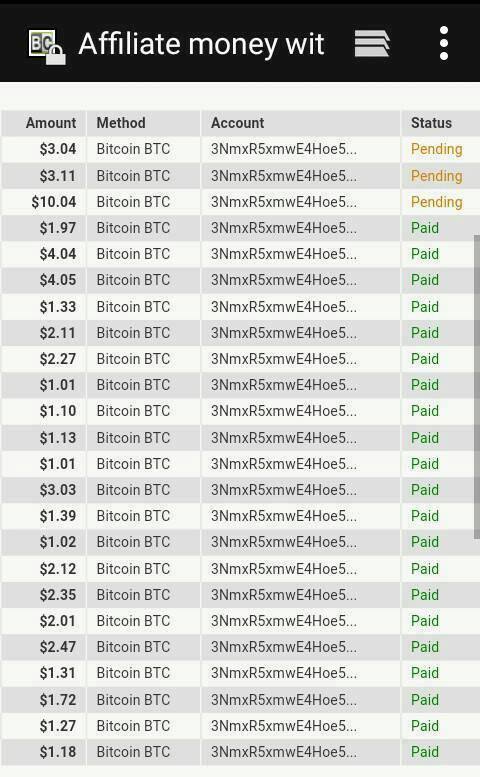 BC Affiliate money wit
Amount Method Account Status
$3.04 Bitcoin BTC 3NmxR5xmwE4Hoe5... Pending
$3.11 Bitcoin BTC 3NmxR5xmwE4Hoe5... Pending
$10.04 Bitcoin BTC 3NmxR5xmwE4Hoe5... Pending
$1.97 Bitcoin BTC 3NmxR5xmwE4Hoe5... Paid
$4.04 Bitcoin BTC 3NmxR5xmwE4Hoe5... Paid
$4.05 Bitcoin BTC 3NmxR5xmwE4Hoe5... Paid
$1.33 Bitcoin BTC 3NmxR5xmwE4Hoe5... Paid
$2.11 Bitcoin BTC 3NmxR5xmwE4Hoe5... Paid
$2.27 Bitcoin BTC 3NmxR5xmwE4Hoe5... Paid
$1.01 Bitcoin BTC 3NmxR5xmwE4Hoe5... Paid
$1.10 Bitcoin BTC 3NmxR5xmwE4Hoe5... Paid
$1.13 Bitcoin BTC 3NmxR5xmwE4Hoe5... Paid
$1.01 Bitcoin BTC 3NmxR5xmwE4Hoe5... Paid
$3.03 Bitcoin BTC 3NmxR5xmwE4Hoe5... Paid
$1.39 Bitcoin BTC 3NmxR5xmwE4Hoe5... Paid
$1.02 Bitcoin BTC 3NmxR5xmwE4Hoe5... Paid
$2.12 Bitcoin BTC 3NmxR5xmwE4Hoe5... Paid
$2.35 Bitcoin BTC 3NmxR5xmwE4Hoe5... Paid
$2.01 Bitcoin BTC 3NmxR5xmwE4Hoe5... Paid
$2.47 Bitcoin BTC 3NmxR5xmwE4Hoe5... Paid
$1.31 Bitcoin BTC 3NmxR5xmwE4Hoe5... Paid
$1.72 Bitcoin BTC 3NmxR5xmwE4Hoe5... Paid
$1.27 Bitcoin BTC 3NmxR5xmwE4Hoe5... Paid
$1.18 Bitcoin BTC 3NmxR5xmwE4Hoe5... Paid